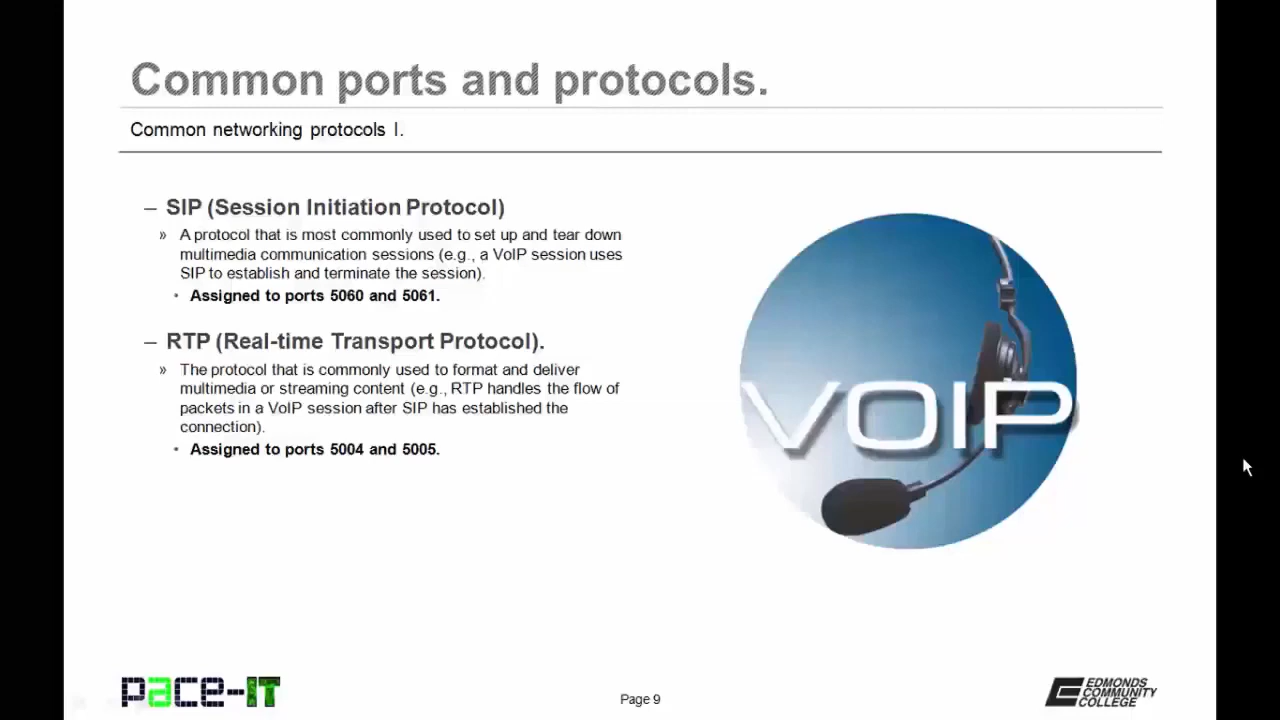 Common ports and protocols.
Common networking protocols I.
– SIP (Session Initiation Protocol)
» A protocol that is most commonly used to set up and tear down
multimedia communication sessions (e.g., a VoIP session uses
SIP to establish and terminate the session).
• Assigned to ports 5060 and 5061.
– RTP (Real-time Transport Protocol).
» The protocol that is commonly used to format and deliver
multimedia or streaming content (e.g., RTP handles the flow of
packets in a VoIP session after SIP has established the
connection).
• Assigned to ports 5004 and 5005.
VOIP
pace-IT
Page 9
EDMONDS
COMMUNITY
COLLEGE